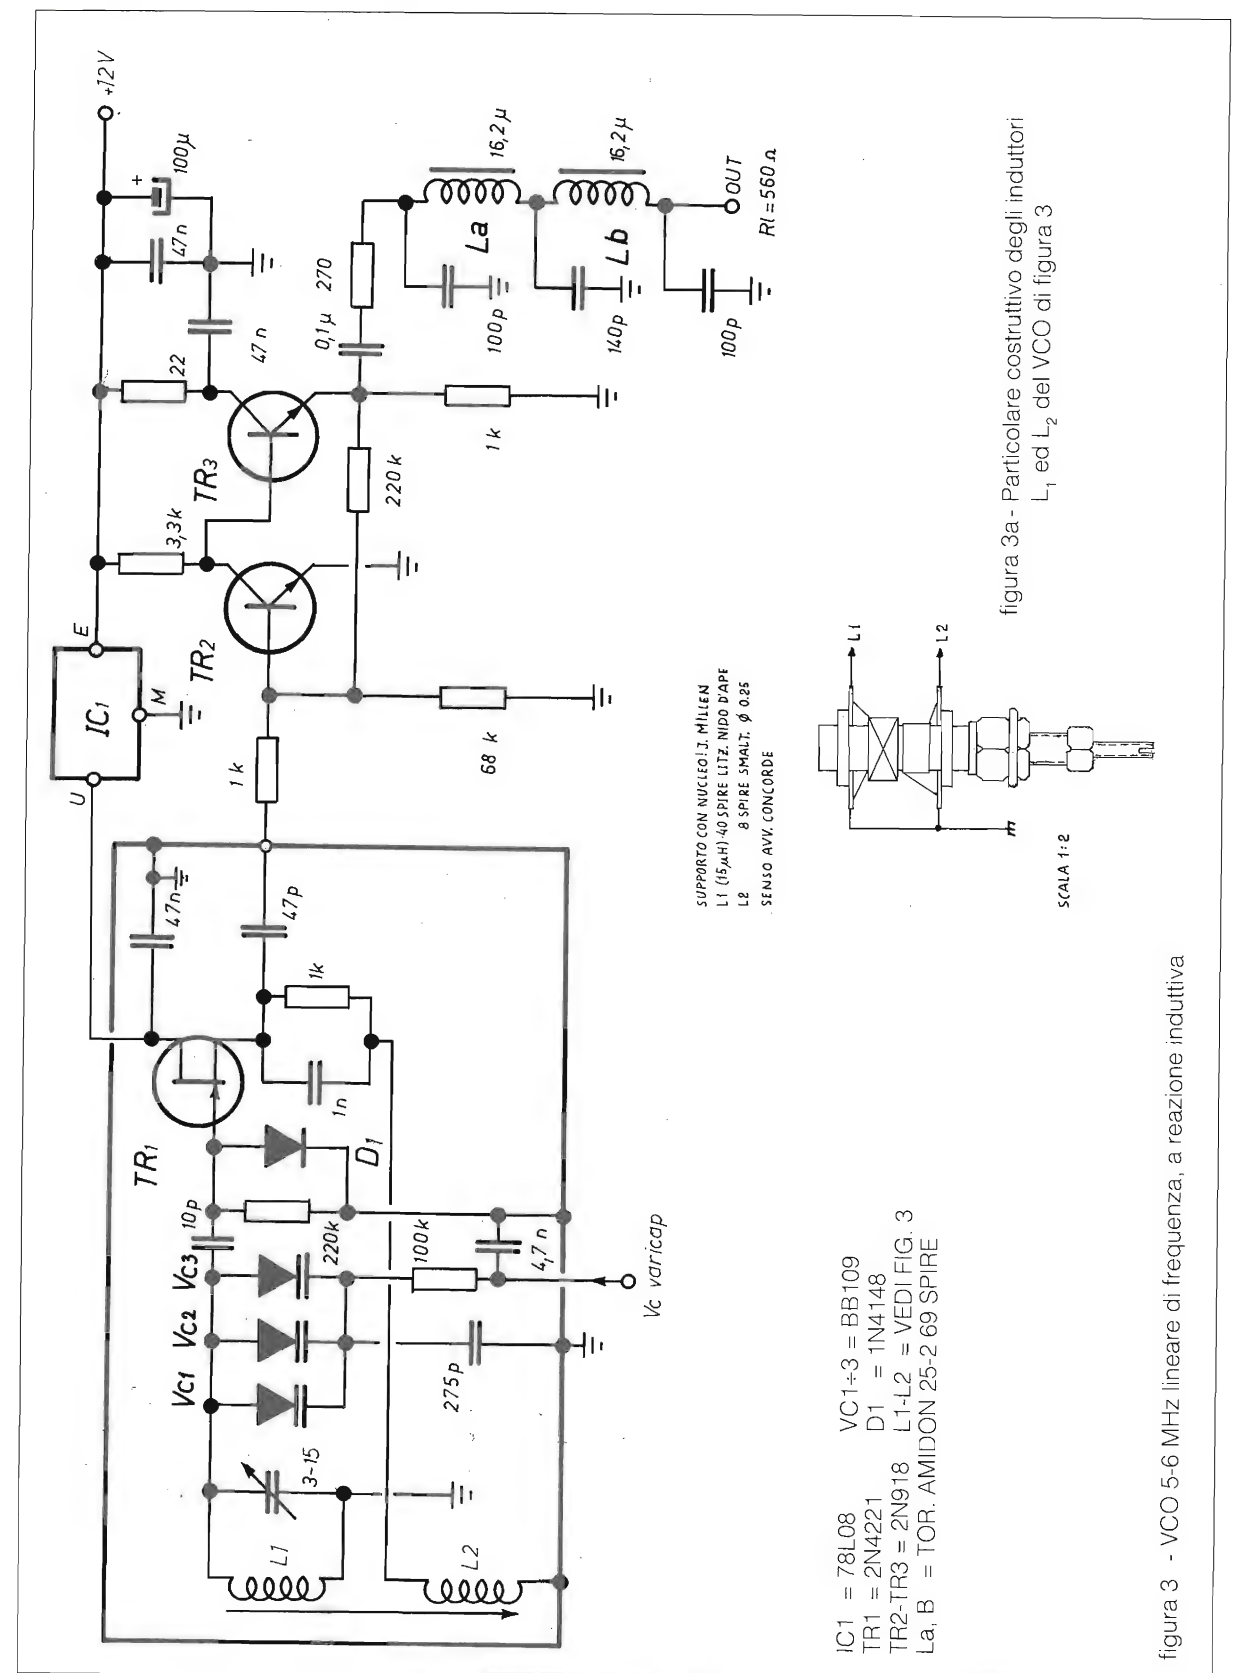 +12V
100µ
+
47n
47n
22
TR3
3,3k
TR2
E
IC1
M
U
1k
68 k
220k
1k
0,1µ
270
La
16,2µ
100p
Lb
16,2µ
140p
100p
OUT
Rl=560Ω
47n
47p
1k
1n
TR1
D1
10p
220k
VC3
VC2
VC1
100k
4,7n
275p
Vc varicap
3-15
L1
L2
SUPPORTO CON NUCLEO: J. MILLEN
L1 (15µH)·40 SPIRE LITZ. NIDO D'APE
L2 8 SPIRE SMALT. ϕ 0.25
SENSO AVV. CONCORDE
L1
L2
SCALA 1:2
figura 3a - Particolare costruttivo degli induttori
L1 ed L2 del VCO di figura 3
IC1 = 78L08 VC1÷3 = BB109
TR1 = 2N4221 D1 = 1N4148
TR2-TR3 = 2N918 L1-L2 = VEDI FIG. 3
La, B = TOR. AMIDON 25-2 69 SPIRE
figura 3 - VCO 5-6 MHz lineare di frequenza, a reazione induttiva